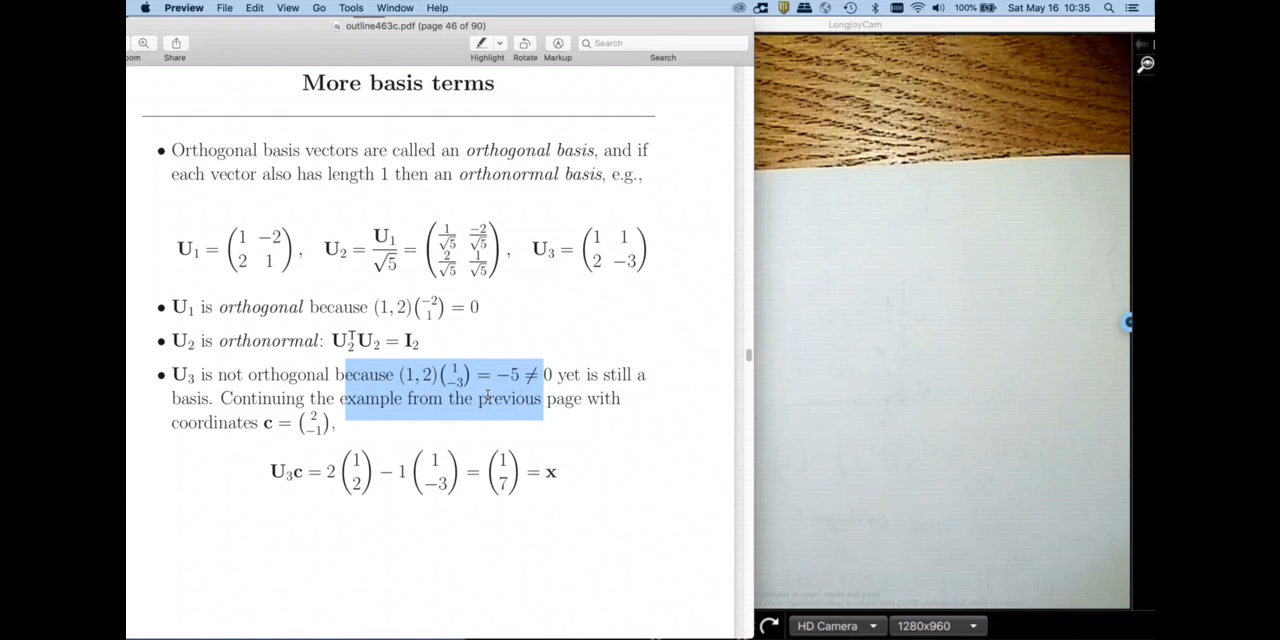 Preview File Edit View Go Tools Window Help 100% Sat May 16 10:35
outline463c.pdf (page 46 of 90)
LongjoyCam
Search
Share Highlight Rotate Markup Search
More basis terms
• Orthogonal basis vectors are called an orthogonal basis, and if
each vector also has length 1 then an orthonormal basis, e.g.,
U₁ = (1 −2; 2 1), U₂ = U₁/√5 = (1/√5 −2/√5; 2/√5 1/√5), U₃ = (1 1; 2 −3)
• U₁ is orthogonal because (1, 2)(−2; 1) = 0
• U₂ is orthonormal: U₂ᵀU₂ = I₂
• U₃ is not orthogonal because (1, 2)(1; −3) = −5 ≠ 0 yet is still a
basis. Continuing the example from the previous page with
coordinates c = (2; −1),
U₃c = 2(1; 2) − 1(1; −3) = (1; 7) = x
HD Camera 1280x960